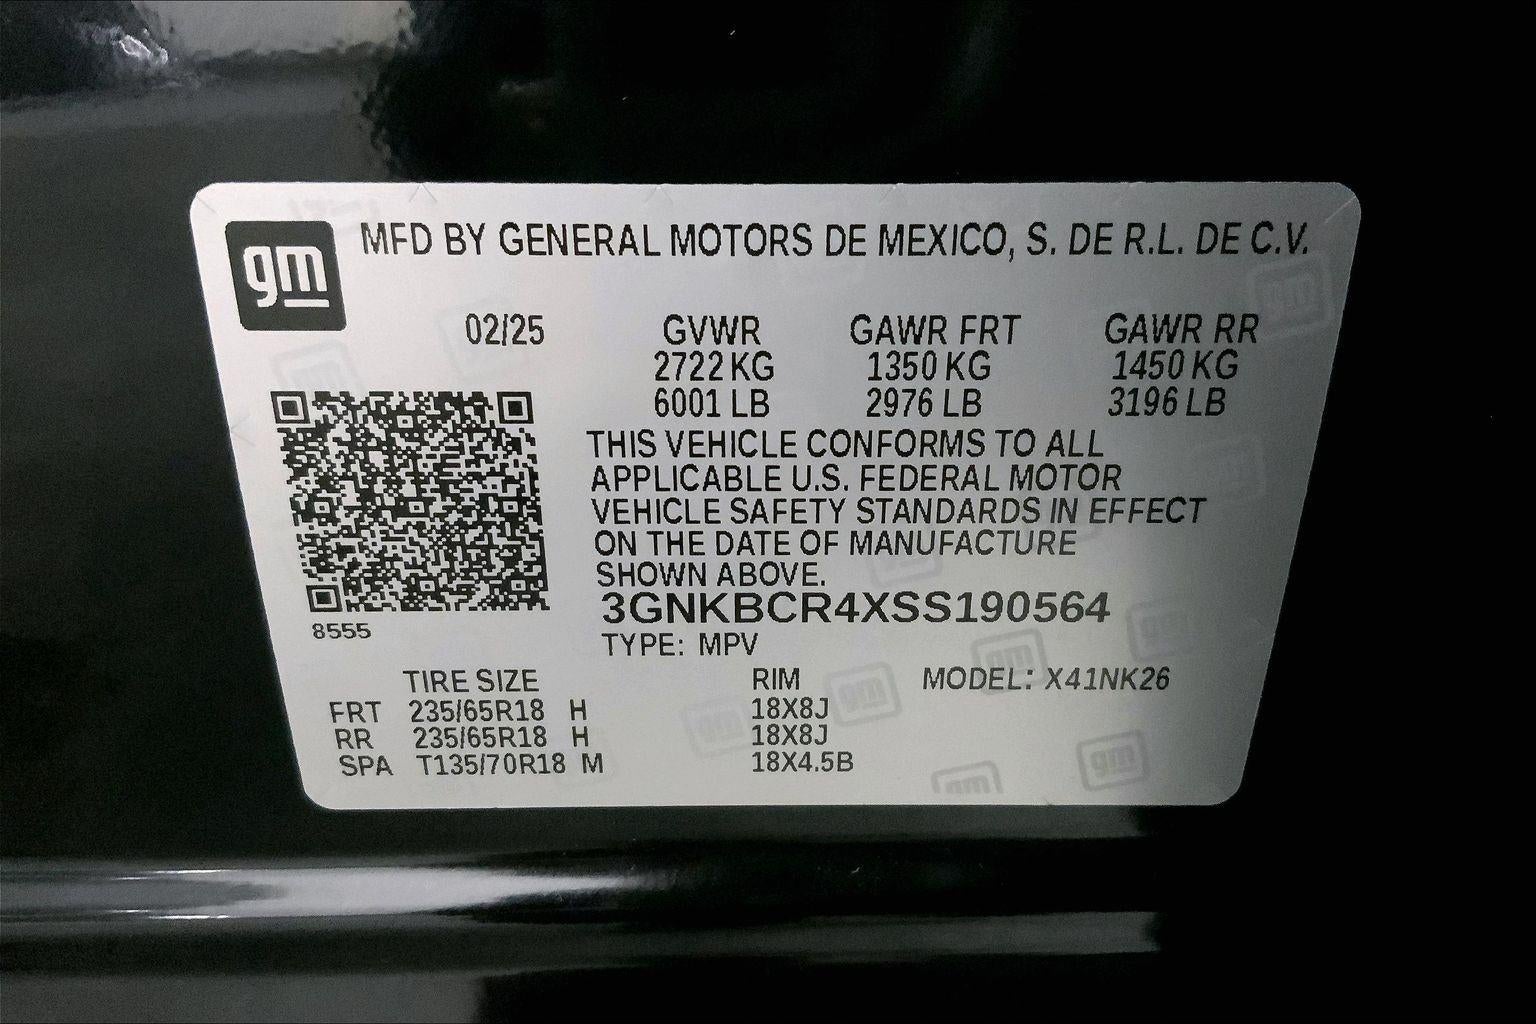 gm
MFD BY GENERAL MOTORS DE MEXICO, S. DE R.L. DE C.V.
02/25 GVWR GAWR FRT GAWR RR
2722 KG 1350 KG 1450 KG
6001 LB 2976 LB 3196 LB
THIS VEHICLE CONFORMS TO ALL
APPLICABLE U.S. FEDERAL MOTOR
VEHICLE SAFETY STANDARDS IN EFFECT
ON THE DATE OF MANUFACTURE
SHOWN ABOVE.
3GNKBCR4XSS190564
8555
TYPE: MPV
TIRE SIZE RIM MODEL: X41NK26
FRT 235/65R18 H 18X8J
RR 235/65R18 H 18X8J
SPA T135/70R18 M 18X4.5B